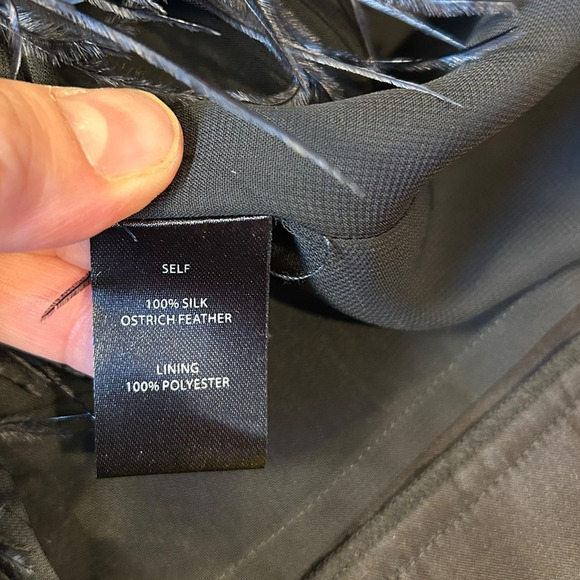 SELF
100% SILK
OSTRICH FEATHER
LINING
100% POLYESTER